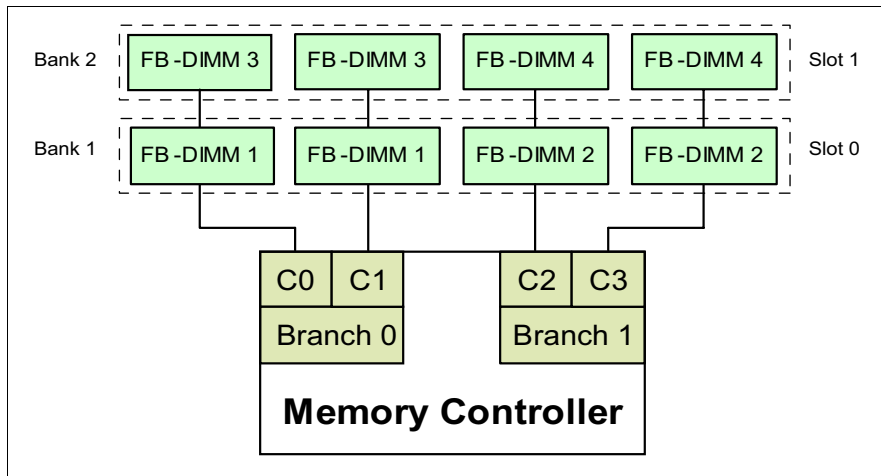 Bank 2 FB-DIMM 3 FB-DIMM 3 FB-DIMM 4 FB-DIMM 4 Slot 1
Bank 1 FB-DIMM 1 FB-DIMM 1 FB-DIMM 2 FB-DIMM 2 Slot 0
C0 C1 C2 C3
Branch 0 Branch 1
Memory Controller